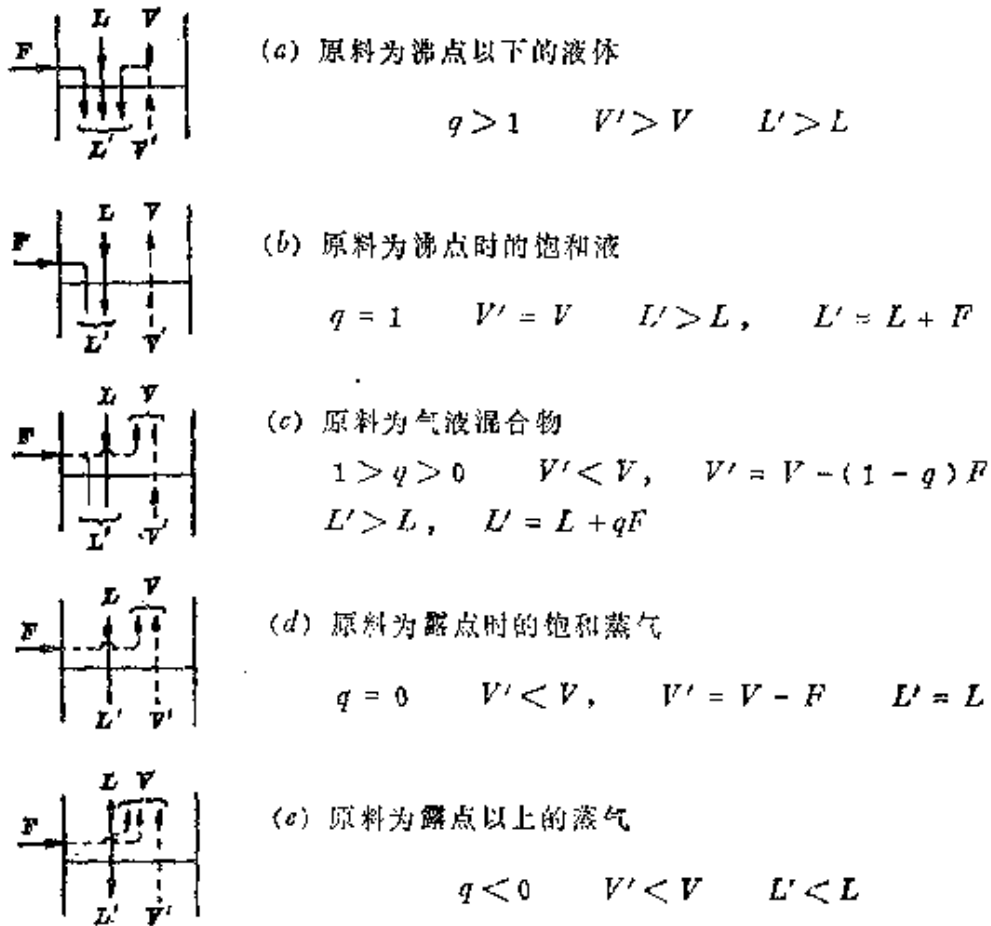 L V
F
L' V'
(a) 原料为沸点以下的液体
q > 1 V' > V L' > L
L V
F
L' V'
(b) 原料为沸点时的饱和液
q = 1 V' = V L' > L, L' = L + F
L V
F
L' V'
(c) 原料为气液混合物
1 > q > 0 V' < V, V' = V - (1 - q) F
L' > L, L' = L + qF
L V
F
L' V'
(d) 原料为露点时的饱和蒸气
q = 0 V' < V, V' = V - F L' = L
L V
F
L' V'
(e) 原料为露点以上的蒸气
q < 0 V' < V L' < L